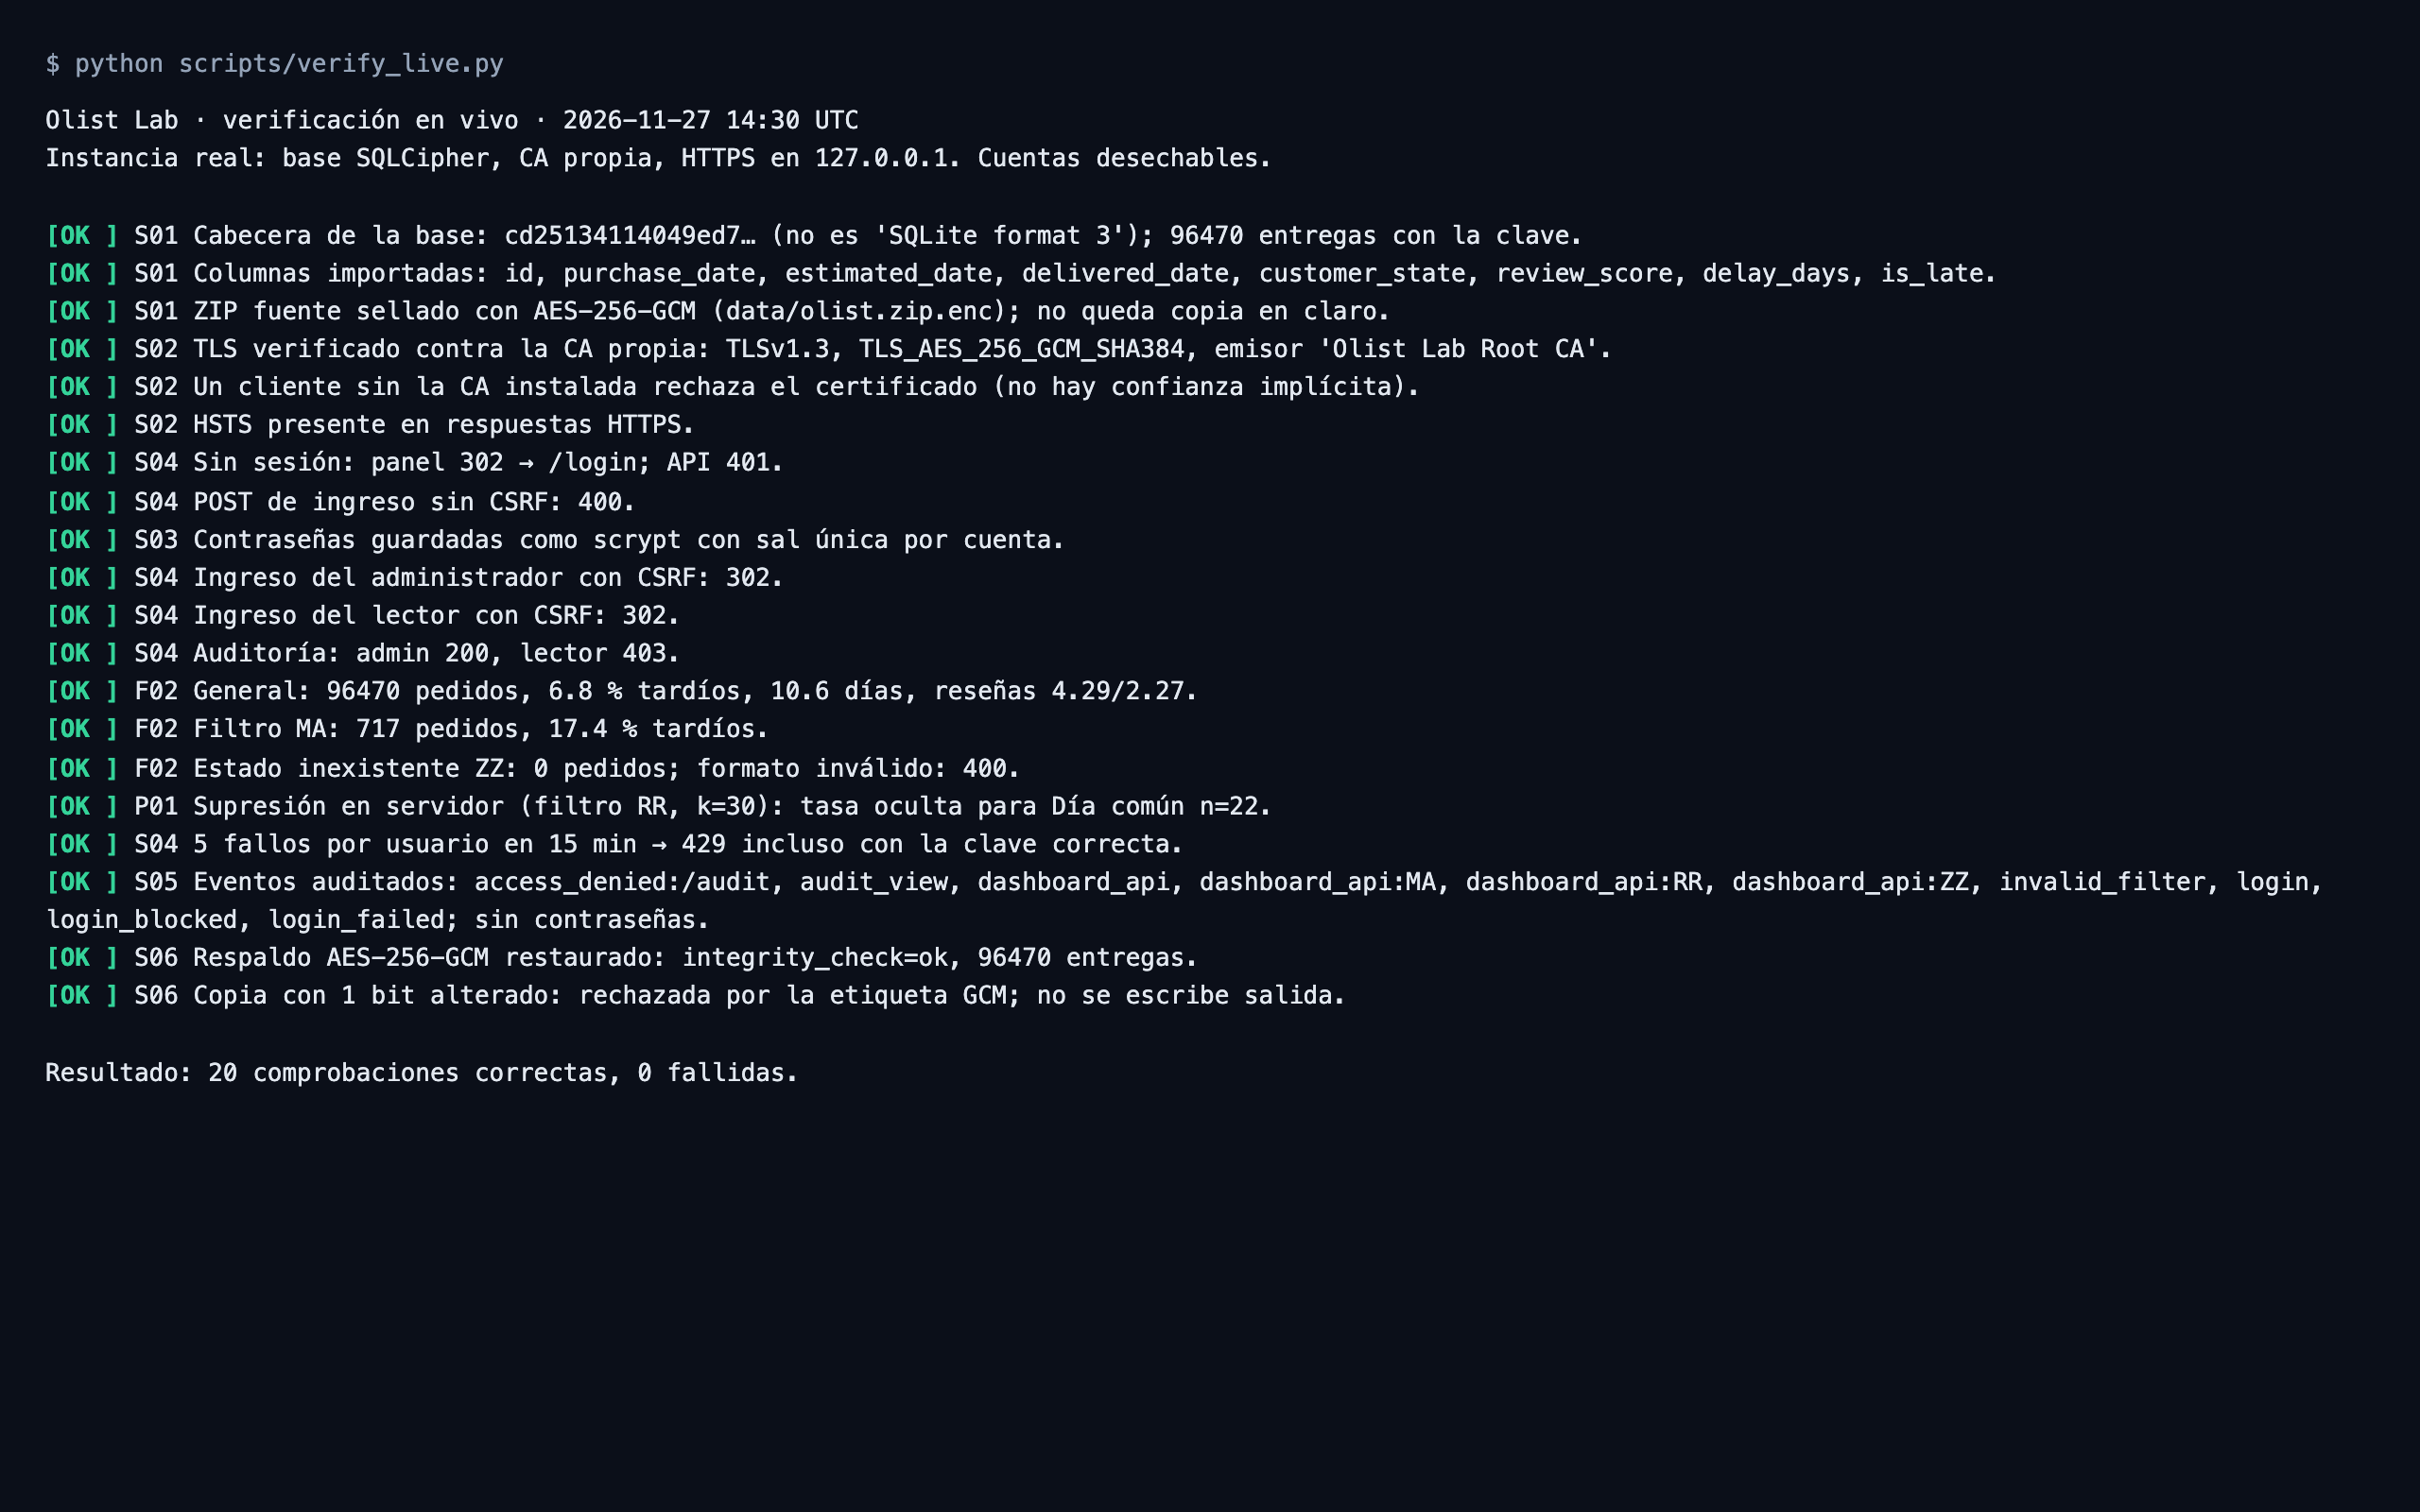 $ python scripts/verify_live.py
Olist Lab · verificación en vivo · 2026-11-27 14:30 UTC
Instancia real: base SQLCipher, CA propia, HTTPS en 127.0.0.1. Cuentas desechables.
[OK ] S01 Cabecera de la base: cd25134114049ed7… (no es 'SQLite format 3'); 96470 entregas con la clave.
[OK ] S01 Columnas importadas: id, purchase_date, estimated_date, delivered_date, customer_state, review_score, delay_days, is_late.
[OK ] S01 ZIP fuente sellado con AES-256-GCM (data/olist.zip.enc); no queda copia en claro.
[OK ] S02 TLS verificado contra la CA propia: TLSv1.3, TLS_AES_256_GCM_SHA384, emisor 'Olist Lab Root CA'.
[OK ] S02 Un cliente sin la CA instalada rechaza el certificado (no hay confianza implícita).
[OK ] S02 HSTS presente en respuestas HTTPS.
[OK ] S04 Sin sesión: panel 302 → /login; API 401.
[OK ] S04 POST de ingreso sin CSRF: 400.
[OK ] S03 Contraseñas guardadas como scrypt con sal única por cuenta.
[OK ] S04 Ingreso del administrador con CSRF: 302.
[OK ] S04 Ingreso del lector con CSRF: 302.
[OK ] S04 Auditoría: admin 200, lector 403.
[OK ] F02 General: 96470 pedidos, 6.8 % tardíos, 10.6 días, reseñas 4.29/2.27.
[OK ] F02 Filtro MA: 717 pedidos, 17.4 % tardíos.
[OK ] F02 Estado inexistente ZZ: 0 pedidos; formato inválido: 400.
[OK ] P01 Supresión en servidor (filtro RR, k=30): tasa oculta para Día común n=22.
[OK ] S04 5 fallos por usuario en 15 min → 429 incluso con la clave correcta.
[OK ] S05 Eventos auditados: access_denied:/audit, audit_view, dashboard_api, dashboard_api:MA, dashboard_api:RR, dashboard_api:ZZ, invalid_filter, login,
login_blocked, login_failed; sin contraseñas.
[OK ] S06 Respaldo AES-256-GCM restaurado: integrity_check=ok, 96470 entregas.
[OK ] S06 Copia con 1 bit alterado: rechazada por la etiqueta GCM; no se escribe salida.
Resultado: 20 comprobaciones correctas, 0 fallidas.